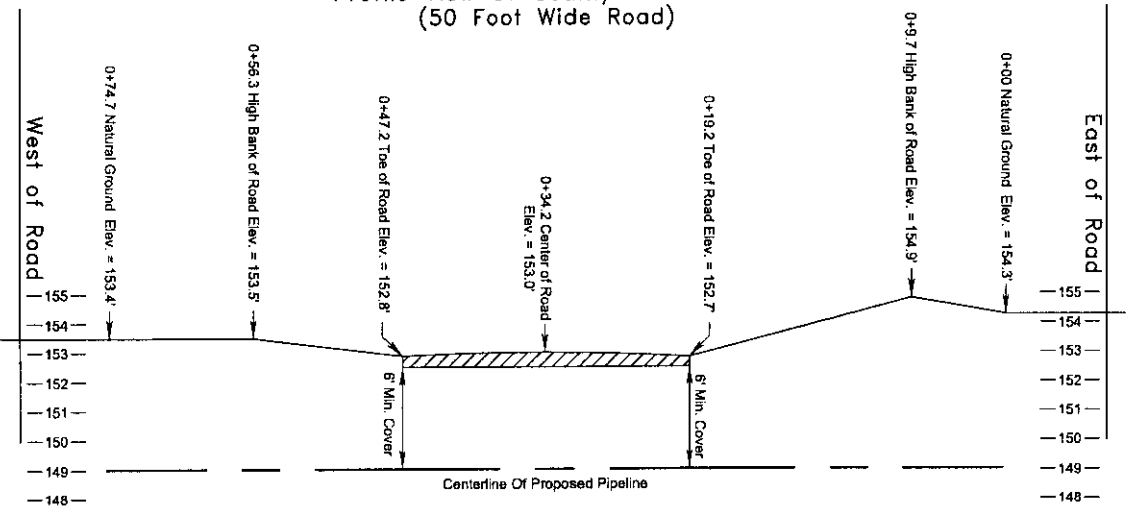 (50 Foot Wide Road)
West of Road
0+74.7 Natural Ground Elev. = 153.4'
0+56.3 High Bank of Road Elev. = 153.5'
0+47.2 Toe of Road Elev. = 152.8'
0+34.2 Center of Road
Elev. = 153.0'
0+19.2 Toe of Road Elev. = 152.7'
0+9.7 High Bank of Road Elev. = 154.9'
0+00 Natural Ground Elev. = 154.3'
East of Road
155
154
153
152
151
150
149
148
6' Min. Cover
6' Min. Cover
155
154
153
152
151
150
149
148
Centerline Of Proposed Pipeline